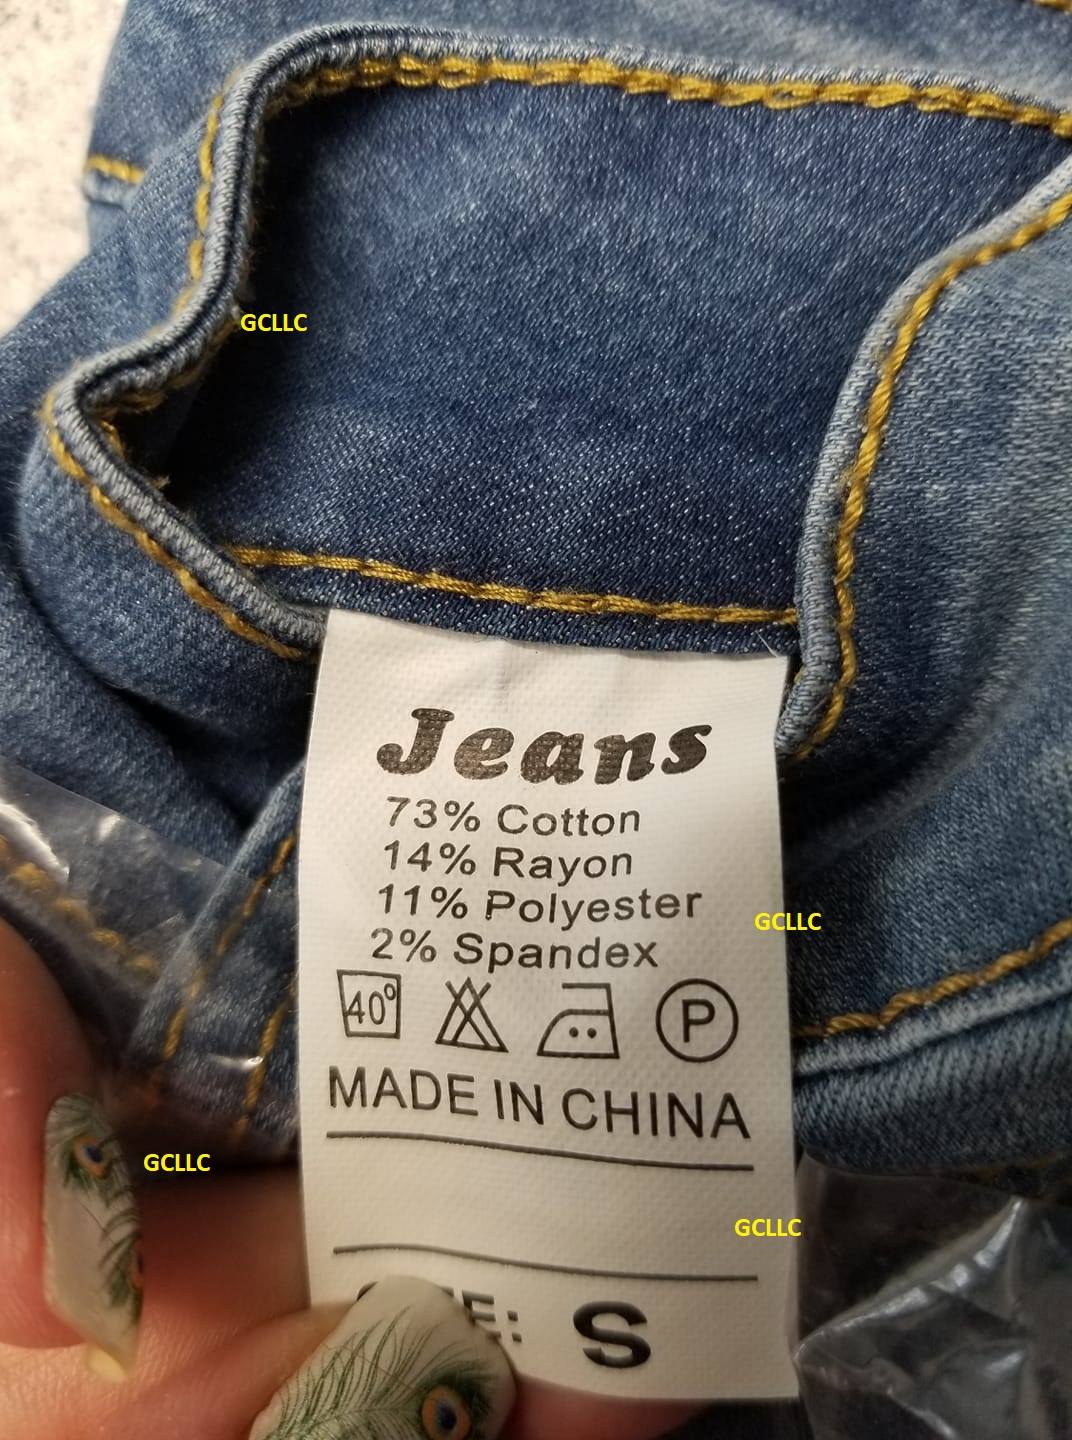 GCLLC
Jeans
73% Cotton
14% Rayon
11% Polyester
GCLLC
2% Spandex
40° P
MADE IN CHINA
GCLLC
GCLLC
S